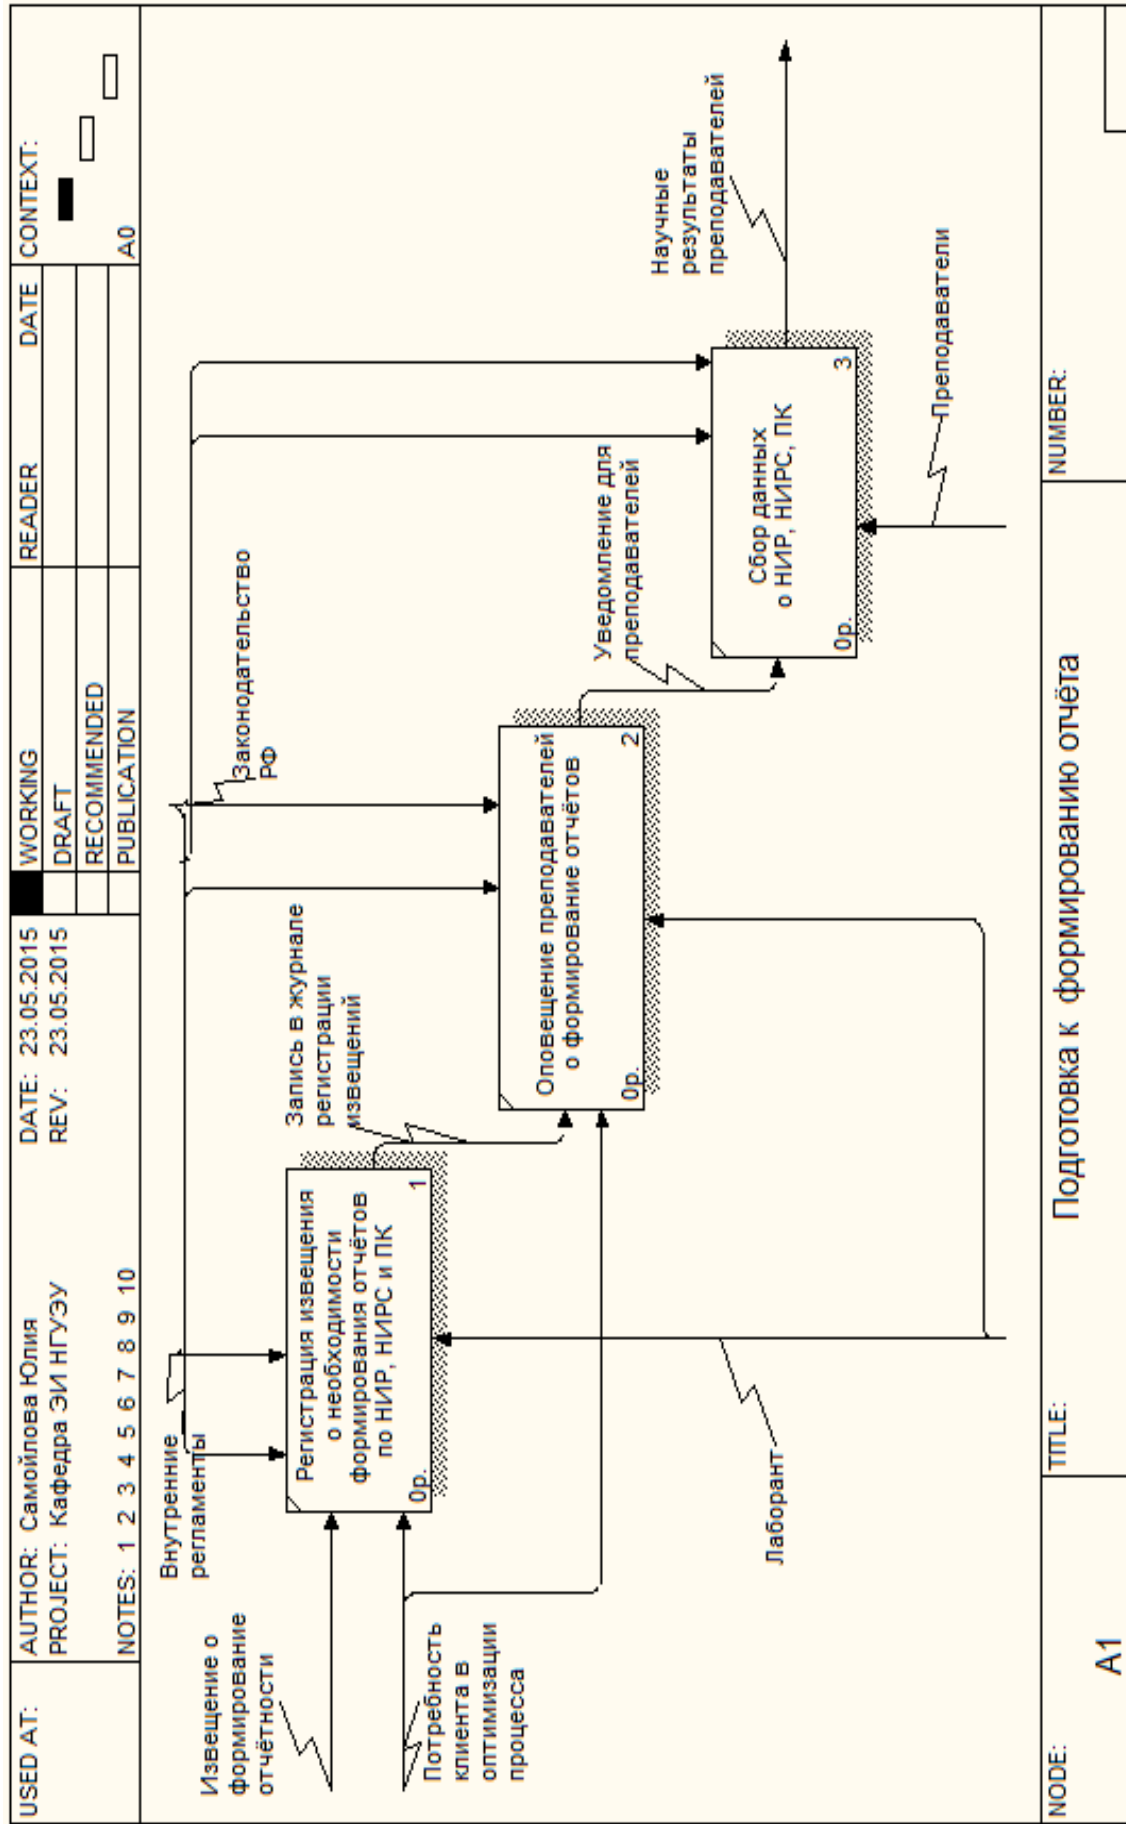 USED AT:
AUTHOR: Самойлова Юлия
PROJECT: Кафедра ЭИ НГУЭУ
NOTES: 1 2 3 4 5 6 7 8 9 10
DATE: 23.05.2015
REV: 23.05.2015
WORKING
DRAFT
RECOMMENDED
PUBLICATION
READER
DATE
CONTEXT:
A0
Внутренние
регламенты
Законодательство
РФ
Извещение о
формирование
отчётности
Потребность
клиента в
оптимизации
процесса
Регистрация извещения
о необходимости
формирования отчётов
по НИР, НИРС и ПК
0р.
1
Запись в журнале
регистрации
извещений
Оповещение преподавателей
о формирование отчётов
0р.
2
Уведомление для
преподавателей
Сбор данных
о НИР, НИРС, ПК
0р.
3
Научные
результаты
преподавателей
Лаборант
Преподаватели
NODE:
A1
TITLE:
Подготовка к формированию отчёта
NUMBER: